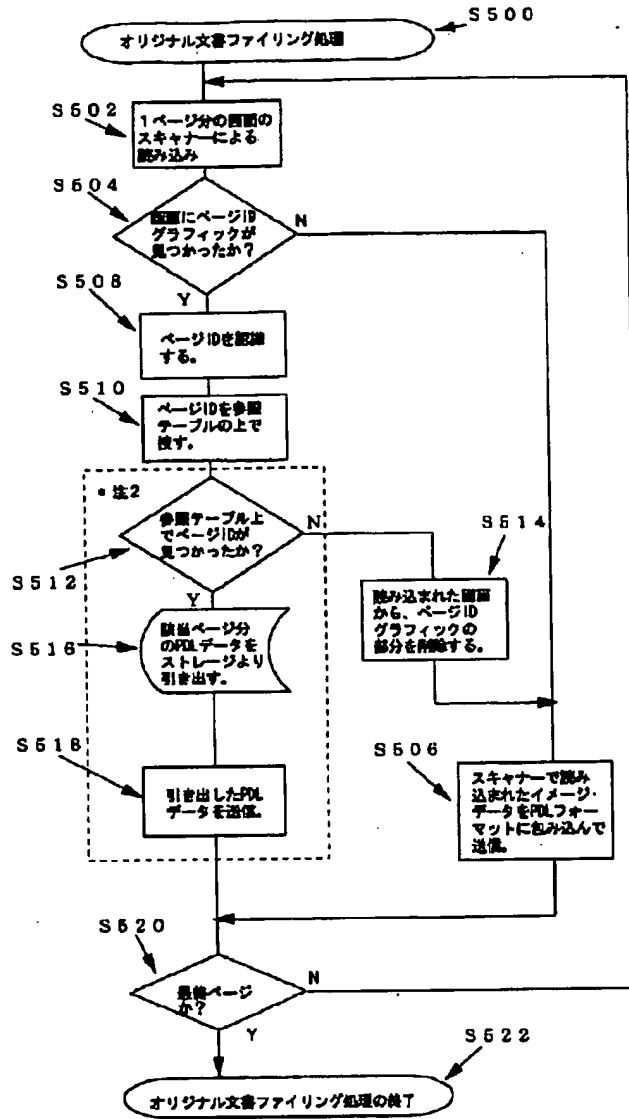 S500
オリジナル文書ファイリング処理
S502
1ページ分の画面の
スキャナーによる
読み込み
S504
画面にページID
グラフィックが
見つかったか?
N
Y
S508
ページIDを認識
する。
S510
ページIDを参照
テーブルの上で
捜す。
* 注2
参照テーブル上
でページIDが
見つかったか?
N
S512
Y
S514
読み込まれた画面
から、ページID
グラフィックの
部分を削除する。
S516
該当ページ分
のPDLデータを
ストレージより
引き出す。
S518
引き出したPDL
データを送信。
S506
スキャナーで読み
込まれたイメージ・
データをPDLフォー
マットに包み込んで
送信。
S520
最終ページ
か?
N
Y
S522
オリジナル文書ファイリング処理の終了